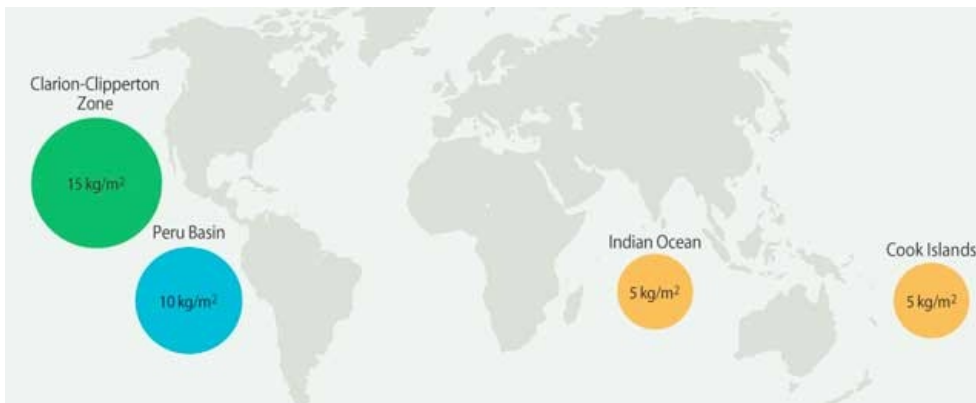 Clarion-Clipperton
Zone
15 kg/m²
Peru Basin
10 kg/m²
Indian Ocean
5 kg/m²
Cook Islands
5 kg/m²